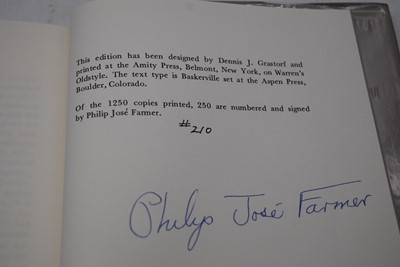 This edition has been designed by Dennis J. Grastorf and
printed at the Amity Press, Belmont, New York, on Warren's
Oldstyle. The text type is Baskerville set at the Aspen Press,
Boulder, Colorado.
Of the 1250 copies printed, 250 are numbered and signed
by Philip José Farmer.
#210
Philip José Farmer